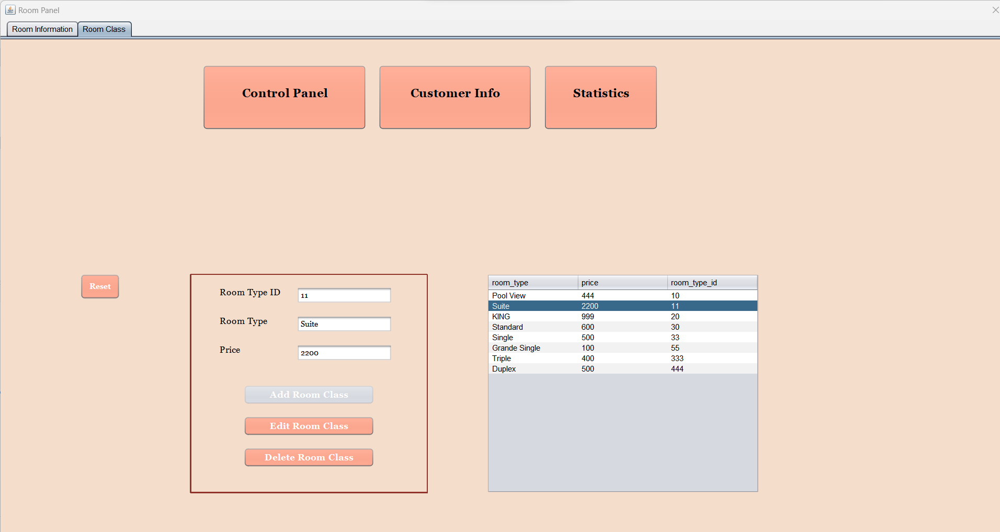 Room Panel
Room Information Room Class
Control Panel Customer Info Statistics
Reset
Room Type ID 11
Room Type Suite
Price 2200
Add Room Class
Edit Room Class
Delete Room Class
room_type price room_type_id
Pool View 444 10
Suite 2200 11
KING 999 20
Standard 600 30
Single 500 33
Grande Single 100 55
Triple 400 333
Duplex 500 444